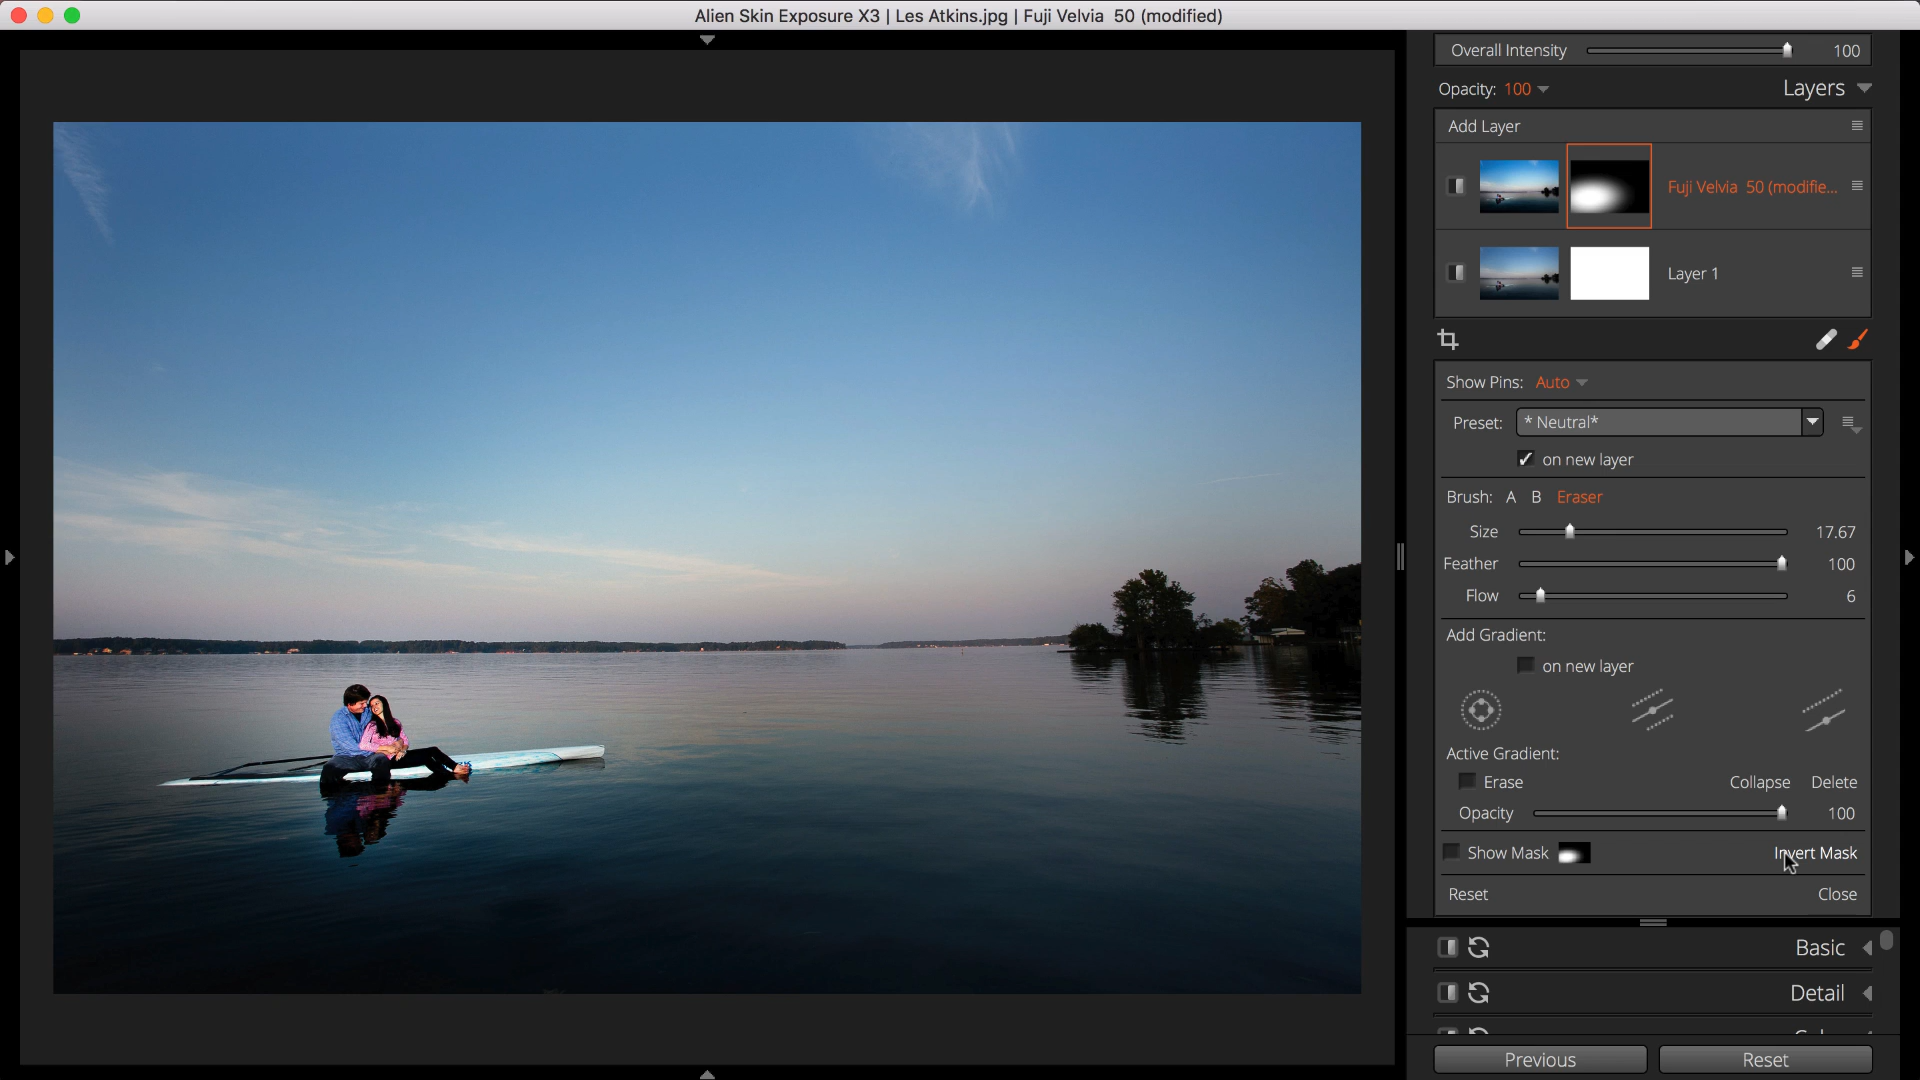 Alien Skin Exposure X3 | Les Atkins.jpg | Fuji Velvia 50 (modified)
Overall Intensity 100
Opacity: 100 Layers
Add Layer
Fuji Velvia 50 (modifie...
Layer 1
Show Pins: Auto
Preset: * Neutral*
on new layer
Brush: A B Eraser
Size 17.67
Feather 100
Flow 6
Add Gradient:
on new layer
Active Gradient:
Erase Collapse Delete
Opacity 100
Show Mask Invert Mask
Reset Close
Basic
Detail
Previous Reset